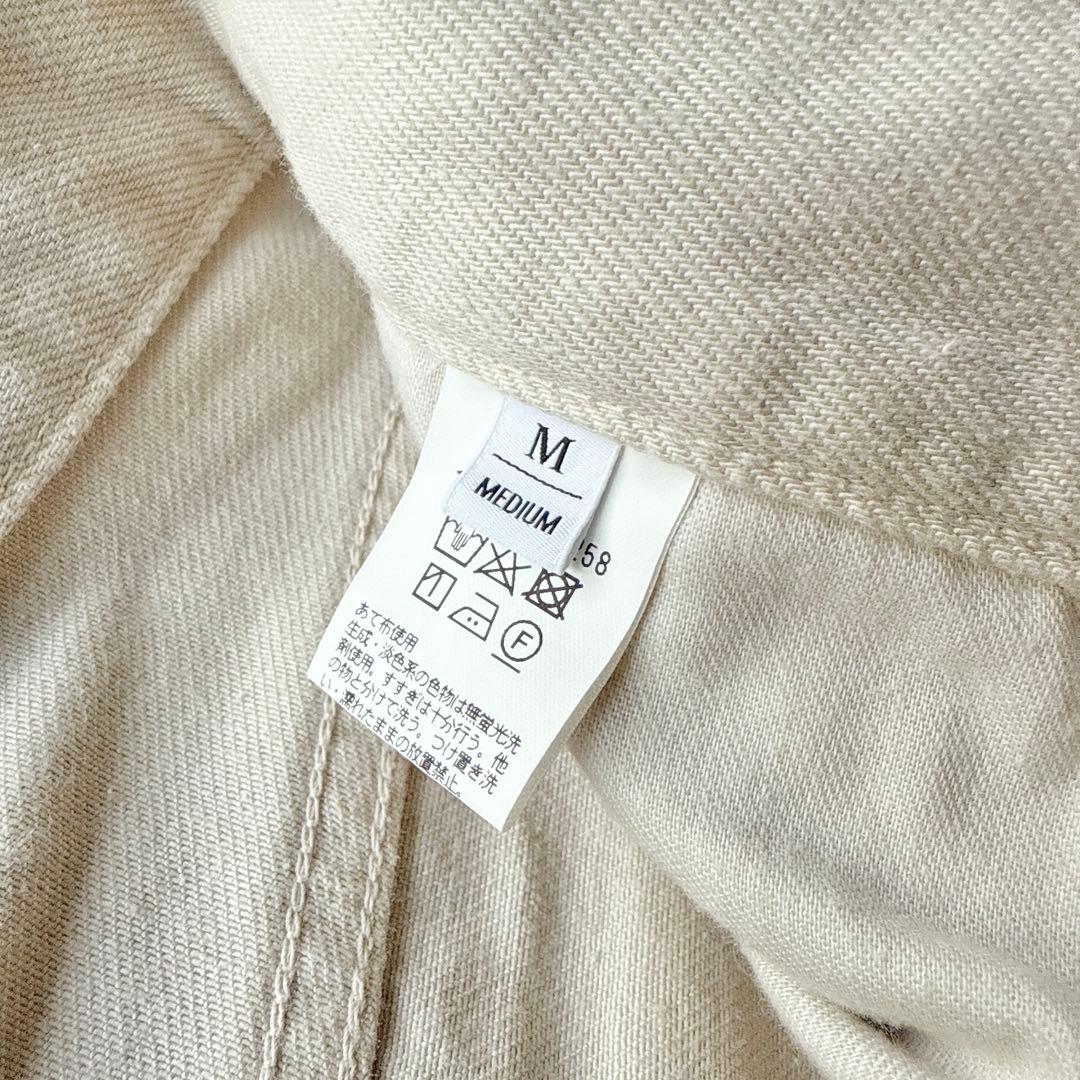 M
MEDIUM
258
F
あて布使用
生成・淡色系の色物は無蛍光洗
剤使用。すすぎは十分行う。他
の物と分けて洗う。つけ置き洗
い・濡れたままの放置禁止。